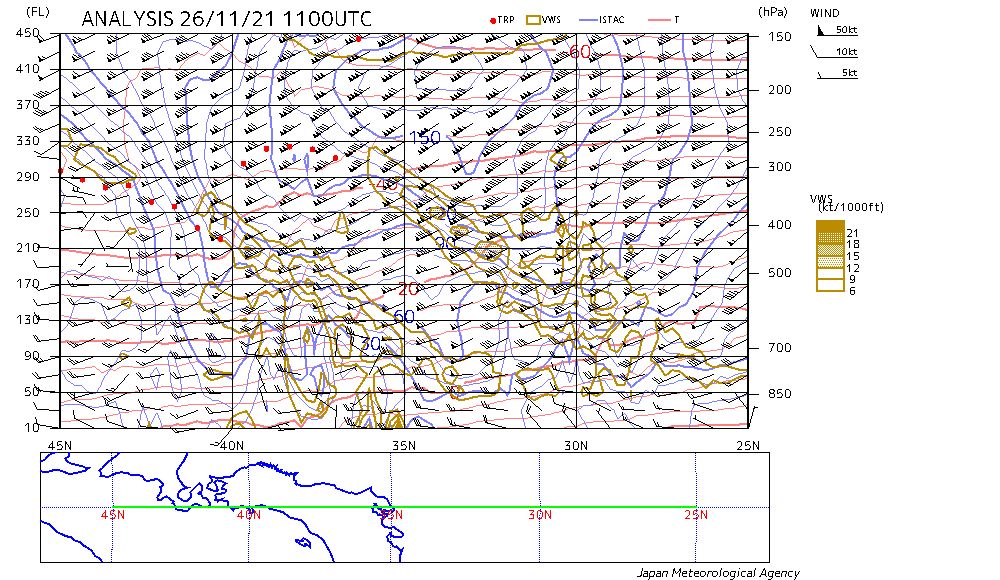 (FL) ANALYSIS 26/11/21 1100UTC TRP VWS ISTAC T (hPa) WIND
450 150 50kt
-60
10kt
410 5kt
200
370
250
330 150
300
290 -40
VWS
(kt/1000ft)
250 120
400
21
210 90 18
15
500 12
170 -20 9
6
130 60
30 700
90
50 850
10
45N 40N 35N 30N 25N
45N 40N 35N 30N 25N
Japan Meteorological Agency